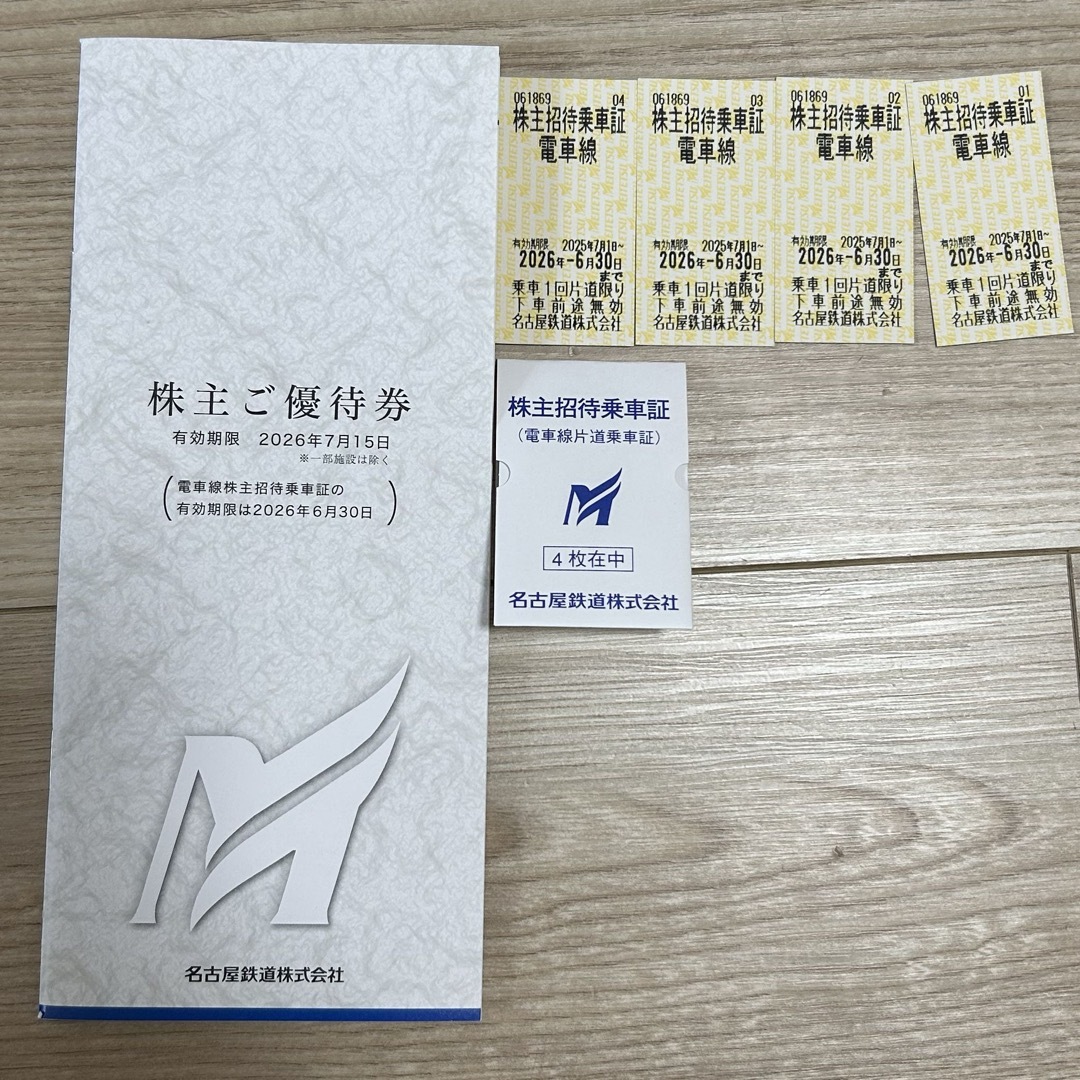 株主ご優待券
有効期限 2026年7月15日
※一部施設は除く
電車線株主招待乗車証の
有効期限は2026年6月30日
名古屋鉄道株式会社
061869 04
株主招待乗車証
電車線
有効期限 2025年7月1日~
2026年-6月30日
まで
乗車1回片道限り
下車前途無効
名古屋鉄道株式会社
061869 03
株主招待乗車証
電車線
有効期限 2025年7月1日~
2026年-6月30日
まで
乗車1回片道限り
下車前途無効
名古屋鉄道株式会社
061869 02
株主招待乗車証
電車線
有効期限 2025年7月1日~
2026年-6月30日
まで
乗車1回片道限り
下車前途無効
名古屋鉄道株式会社
061869 01
株主招待乗車証
電車線
有効期限 2025年7月1日~
2026年-6月30日
まで
乗車1回片道限り
下車前途無効
名古屋鉄道株式会社
株主招待乗車証
(電車線片道乗車証)
4枚在中
名古屋鉄道株式会社